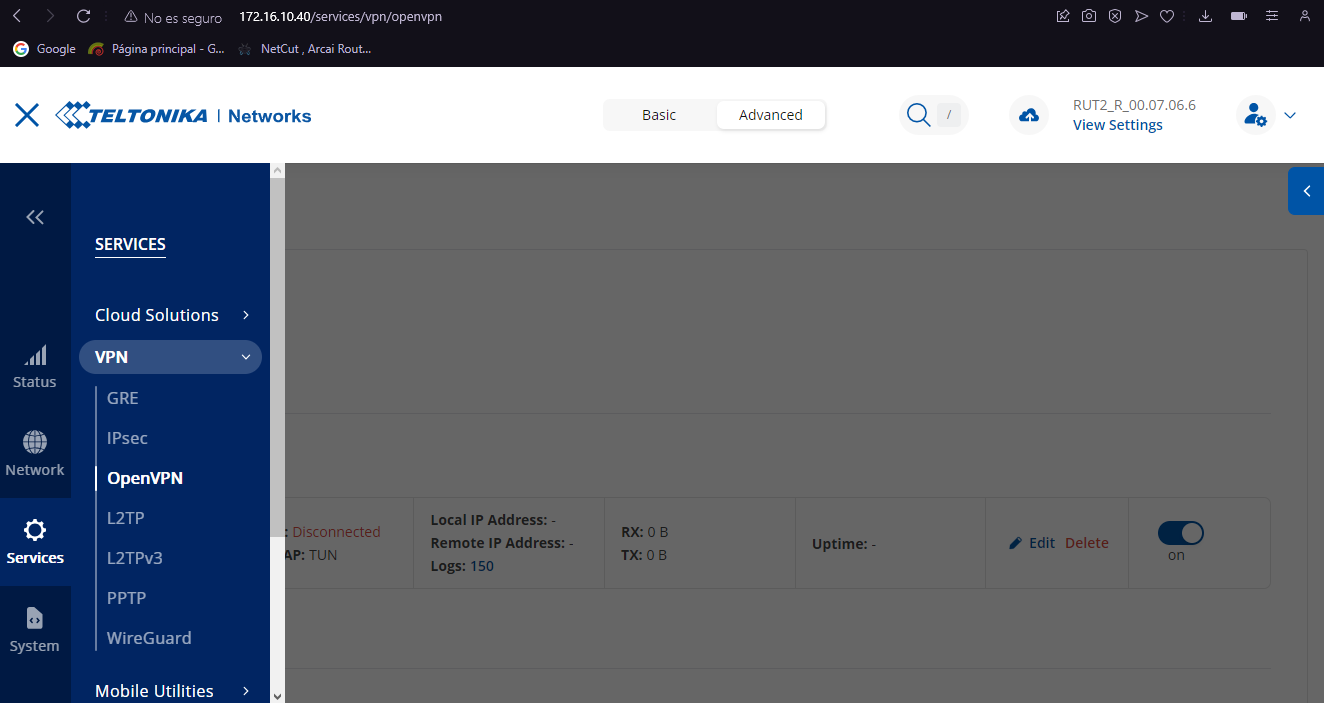 No es seguro 172.16.10.40/services/vpn/openvpn
Google Página principal - G... NetCut , Arcai Rout...
TELTONIKA | Networks
Basic Advanced
/
RUT2_R_00.07.06.6
View Settings
SERVICES
Cloud Solutions
VPN
GRE
IPsec
OpenVPN
L2TP
L2TPv3
PPTP
WireGuard
Mobile Utilities
Status
Network
Services
System
: Disconnected
AP: TUN
Local IP Address: -
Remote IP Address: -
Logs: 150
RX: 0 B
TX: 0 B
Uptime: -
Edit Delete
on